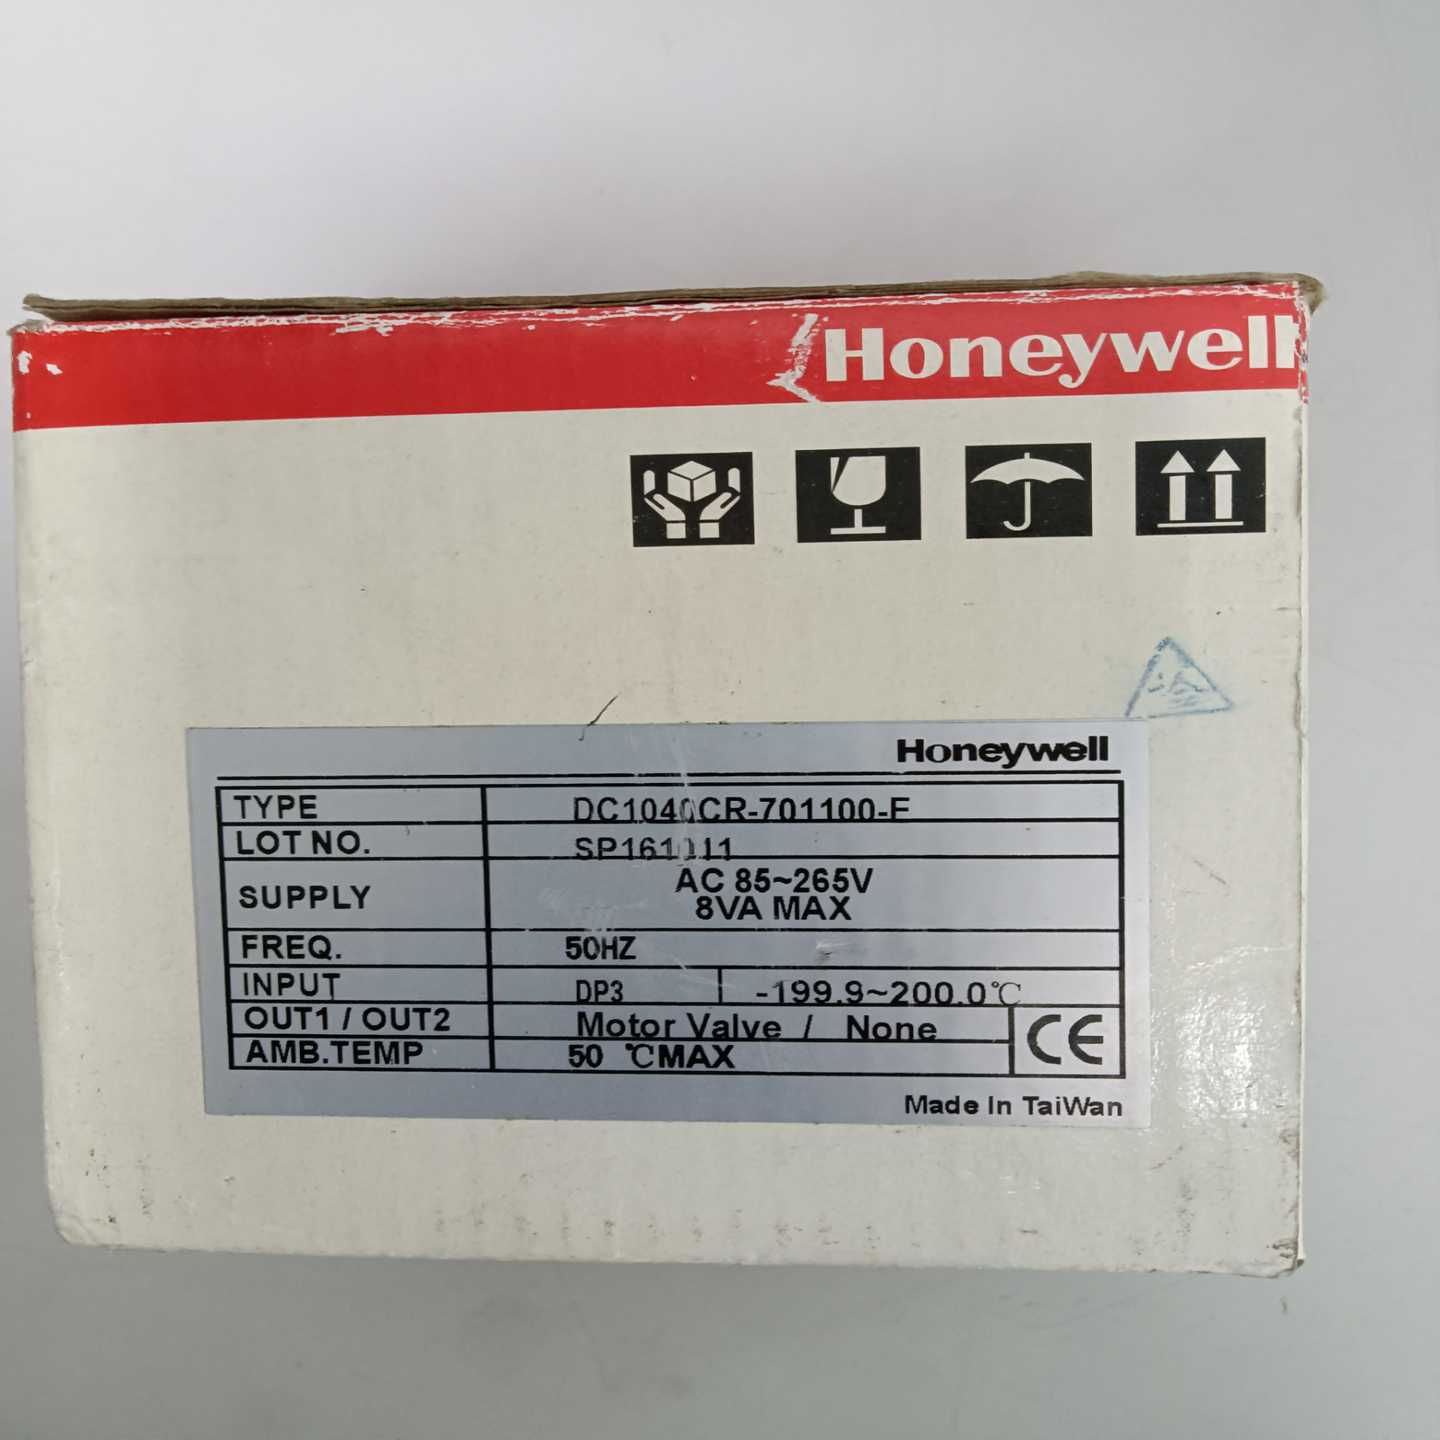 Honeywell
Honeywell
TYPE DC1040CR-701100-E
LOT NO. SP161011
SUPPLY AC 85~265V
8VA MAX
FREQ. 50HZ
INPUT DP3 -199.9~200.0℃
OUT1 / OUT2 Motor Valve / None
AMB.TEMP 50 ℃MAX
CE
Made In TaiWan